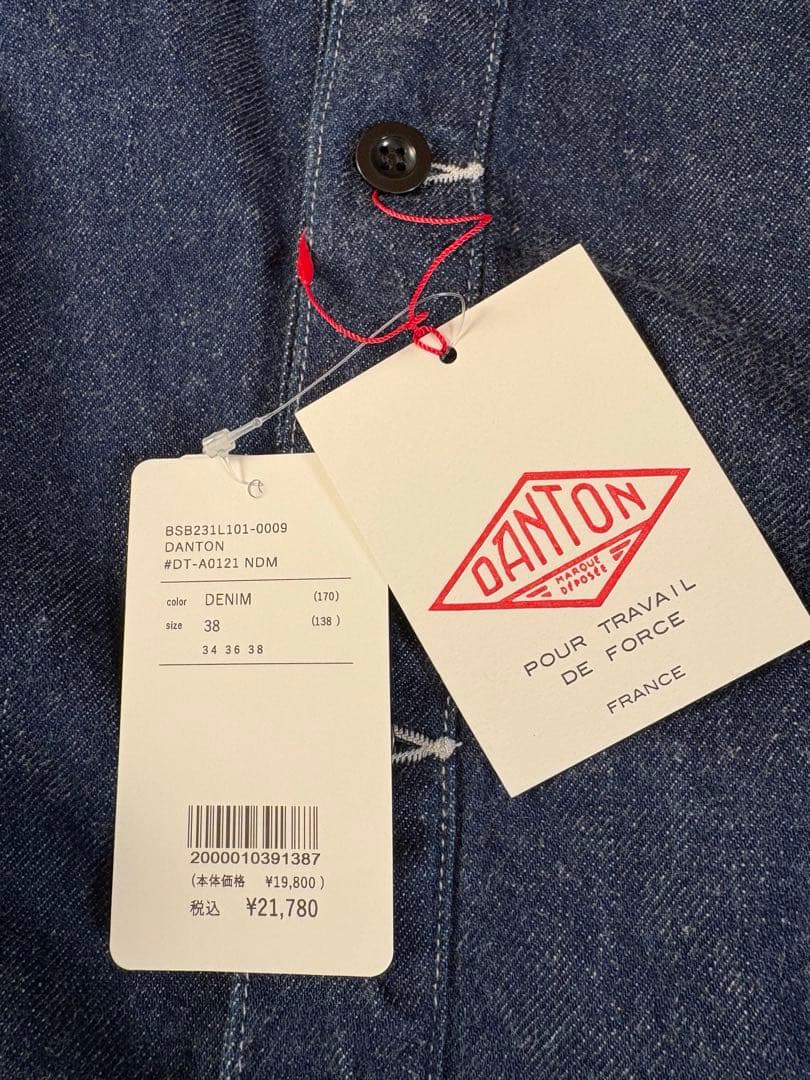 BSB231L101-0009
DANTON
#DT-A0121 NDM
color DENIM (170)
size 38 (138 )
34 36 38
2000010391387
(本体価格 ¥19,800 )
税込 ¥21,780
DANTON
MARQUE
DÉPOSÉE
POUR TRAVAIL
DE FORCE
FRANCE